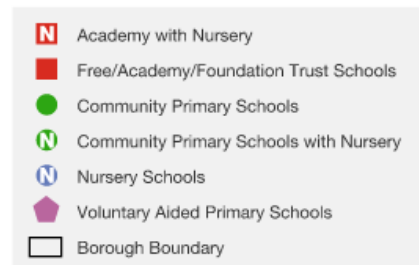 N Academy with Nursery
Free/Academy/Foundation Trust Schools
Community Primary Schools
N Community Primary Schools with Nursery
N Nursery Schools
Voluntary Aided Primary Schools
Borough Boundary